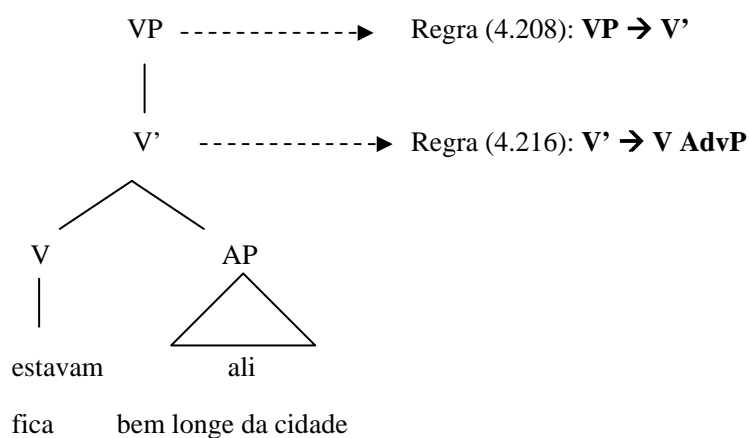 VP Regra (4.208): VP → V’
V’ Regra (4.216): V’ → V AdvP
V AP
estavam ali
fica bem longe da cidade